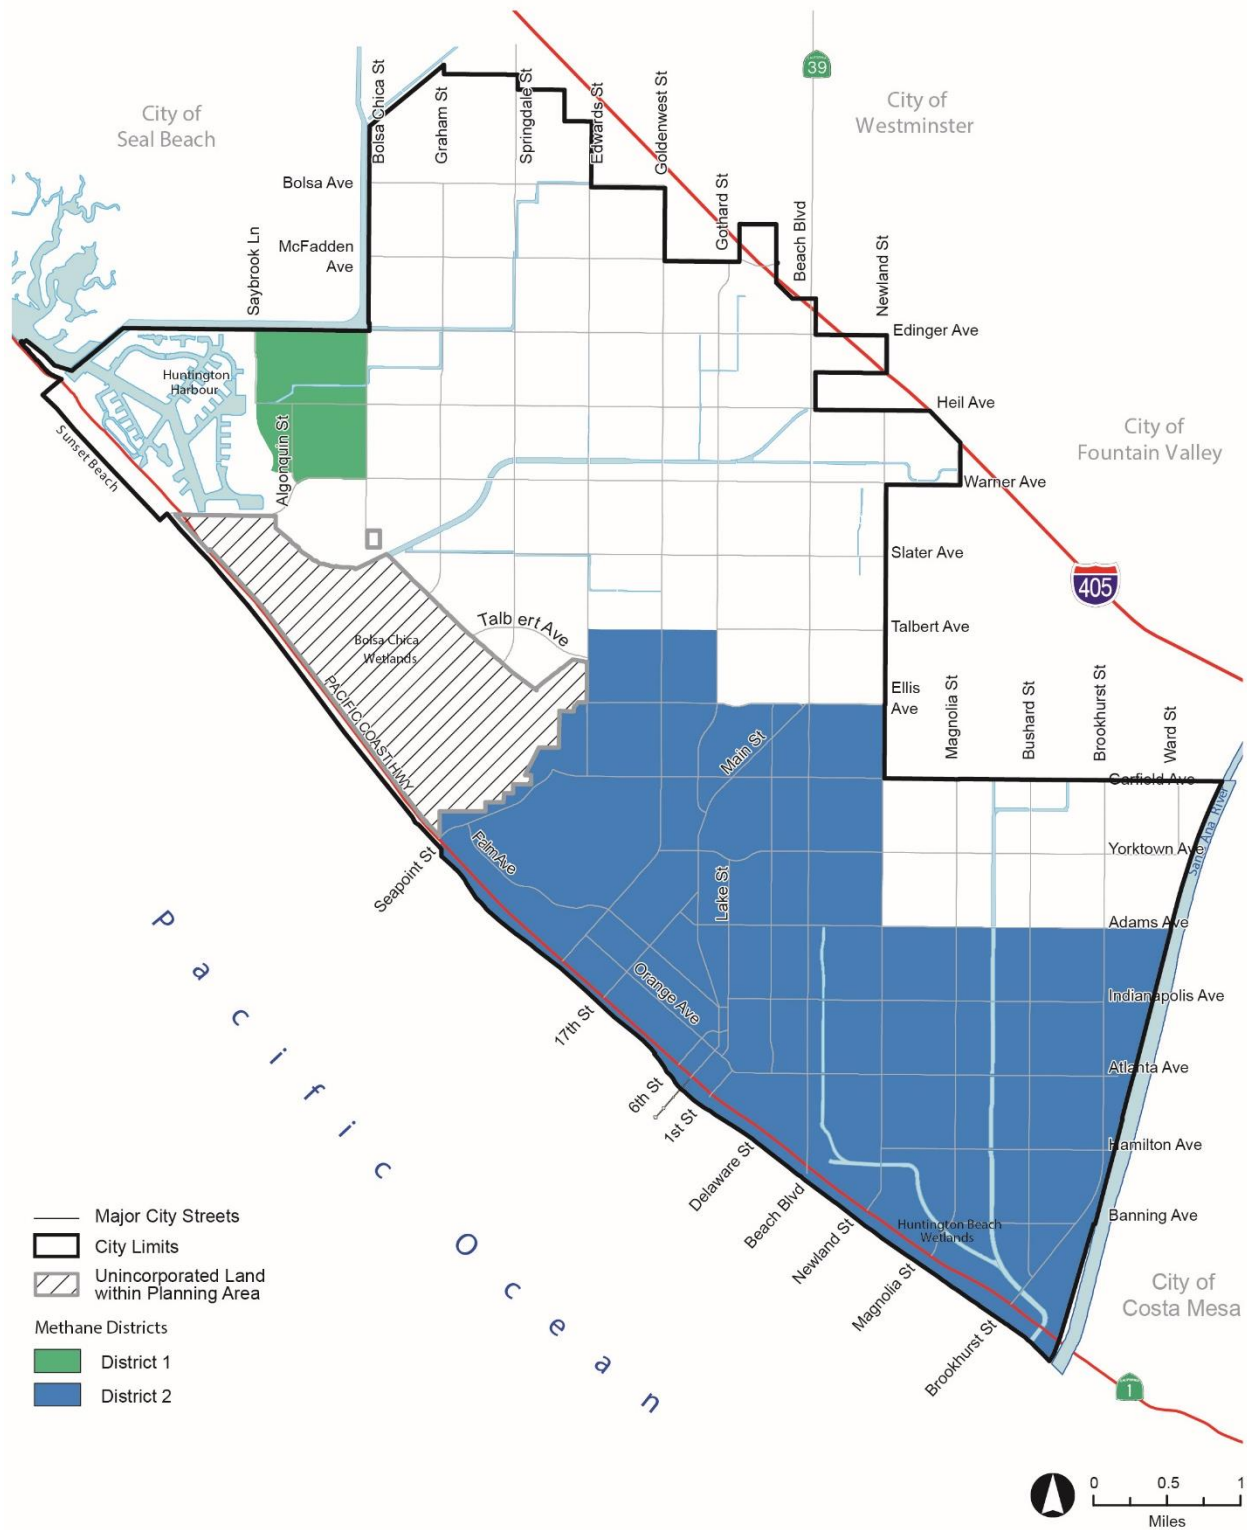 City of
Seal Beach
39
City of
Westminster
Bolsa Chica St
Graham St
Springdale St
Edwards St
Goldenwest St
Gothard St
Beach Blvd
Newland St
Bolsa Ave
McFadden
Ave
Saybrook Ln
Edinger Ave
Huntington
Harbour
Heil Ave
City of
Fountain Valley
Sunset Beach
Algonquin St
Warner Ave
Slater Ave
405
Talbert Ave
Talbert Ave
Bolsa Chica
Wetlands
Ellis
Ave
Magnolia St
Bushard St
Brookhurst St
Ward St
PACIFIC COAST HWY
Main St
Garfield Ave
Santa Ana River
Seapoint St
Palm Ave
Yorktown Ave
Lake St
Adams Ave
Orange Ave
Indianapolis Ave
17th St
6th St
1st St
Atlanta Ave
Delaware St
Hamilton Ave
Beach Blvd
Newland St
Huntington Beach
Wetlands
Banning Ave
Magnolia St
Brookhurst St
City of
Costa Mesa
Pacific Ocean
Major City Streets
City Limits
Unincorporated Land
within Planning Area
Methane Districts
District 1
District 2
1
0 0.5 1
Miles